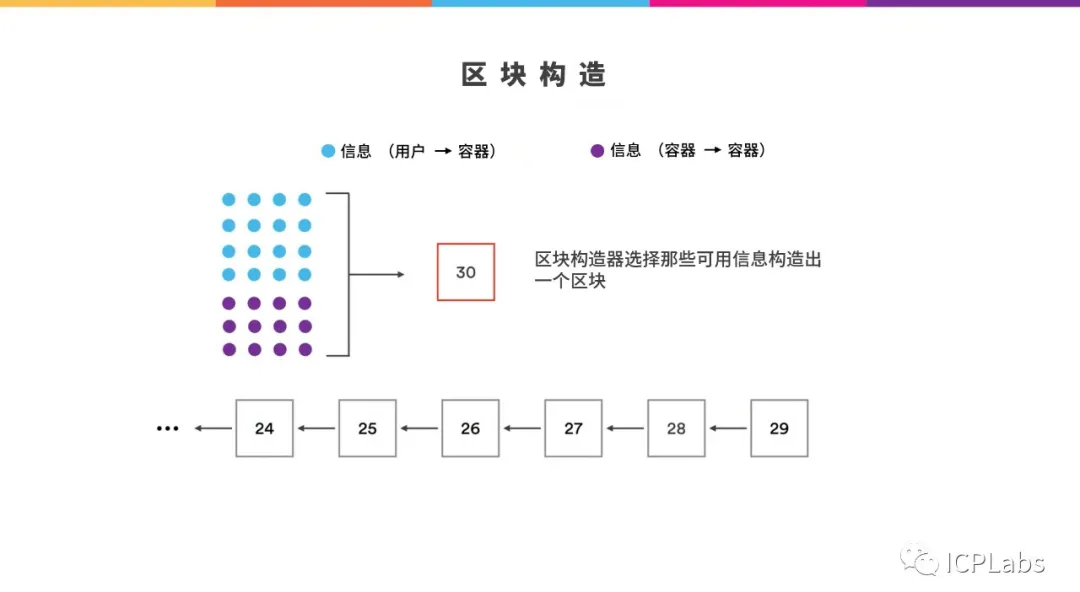 区块构造
信息 （用户 → 容器）
信息 （容器 → 容器）
30
区块构造器选择那些可用信息构造出
一个区块
... 24 25 26 27 28 29
ICPLabs